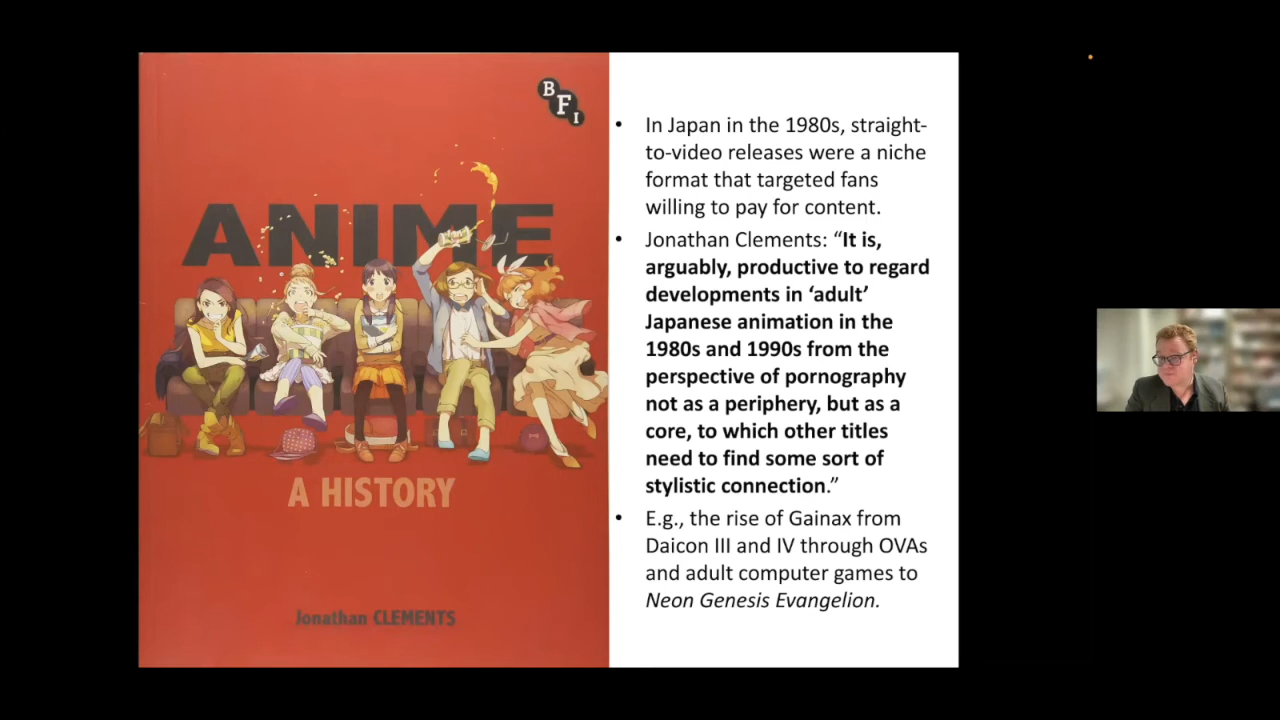 BFI
ANIME
A HISTORY
Jonathan CLEMENTS
• In Japan in the 1980s, straight-
to-video releases were a niche
format that targeted fans
willing to pay for content.
• Jonathan Clements: “It is,
arguably, productive to regard
developments in ‘adult’
Japanese animation in the
1980s and 1990s from the
perspective of pornography
not as a periphery, but as a
core, to which other titles
need to find some sort of
stylistic connection.”
• E.g., the rise of Gainax from
Daicon III and IV through OVAs
and adult computer games to
Neon Genesis Evangelion.